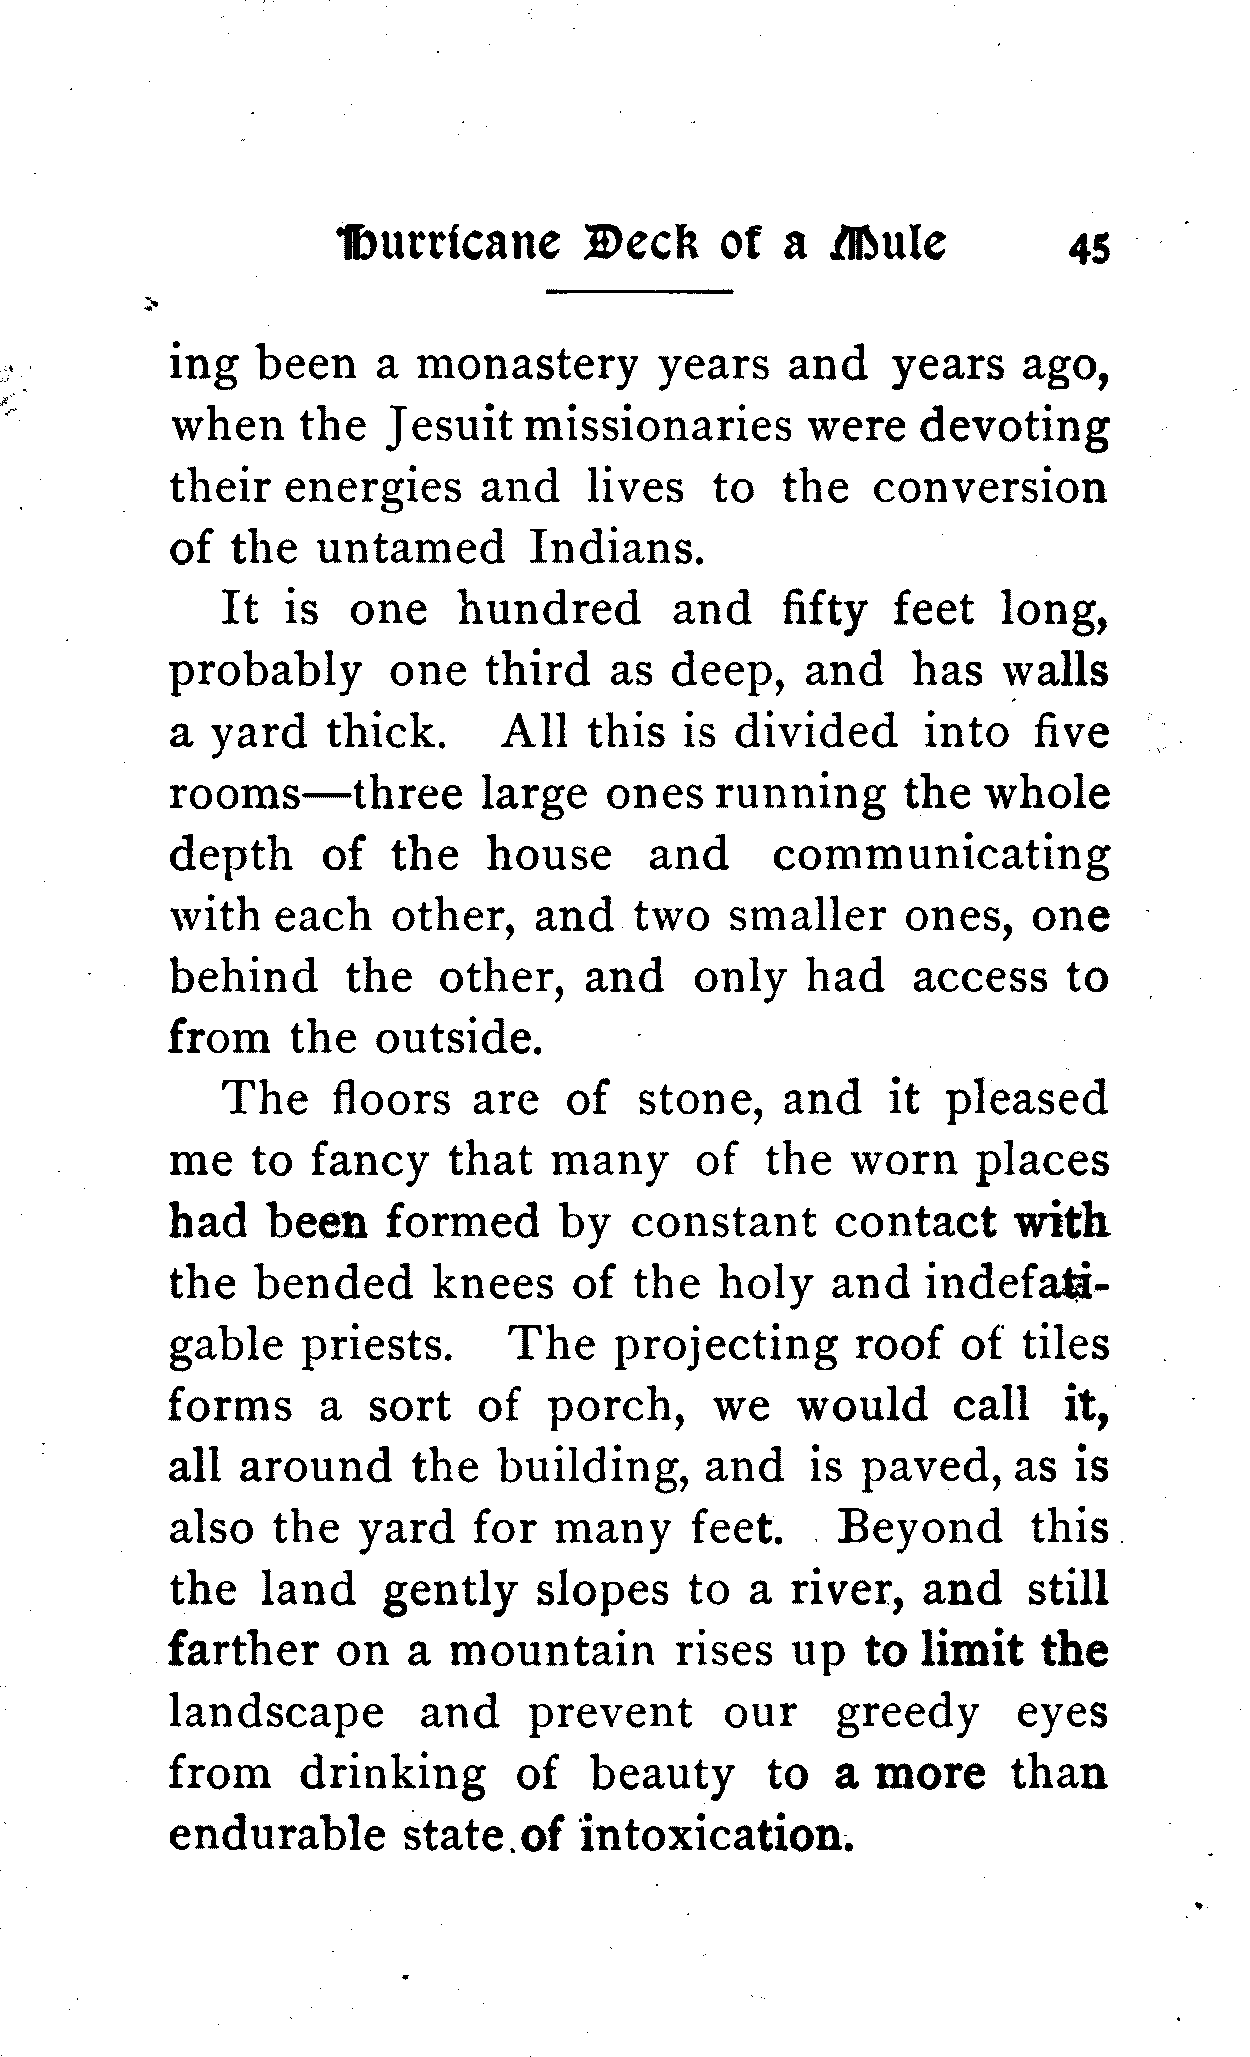 Hurricane Deck of a Mule 45
ing been a monastery years and years ago,
when the Jesuit missionaries were devoting
their energies and lives to the conversion
of the untamed Indians.
It is one hundred and fifty feet long,
probably one third as deep, and has walls
a yard thick. All this is divided into five
rooms—three large ones running the whole
depth of the house and communicating
with each other, and two smaller ones, one
behind the other, and only had access to
from the outside.
The floors are of stone, and it pleased
me to fancy that many of the worn places
had been formed by constant contact with
the bended knees of the holy and indefati-
gable priests. The projecting roof of tiles
forms a sort of porch, we would call it,
all around the building, and is paved, as is
also the yard for many feet. Beyond this
the land gently slopes to a river, and still
farther on a mountain rises up to limit the
landscape and prevent our greedy eyes
from drinking of beauty to a more than
endurable state of intoxication.